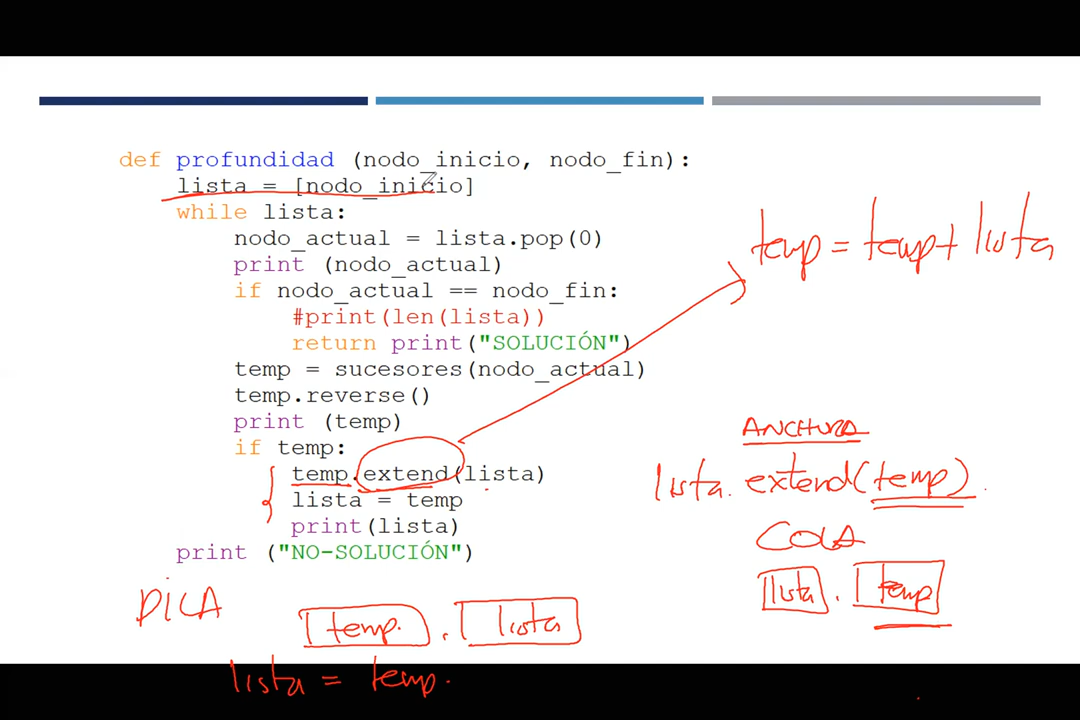 def profundidad (nodo_inicio, nodo_fin):
lista = [nodo_inicio]
while lista:
nodo_actual = lista.pop(0)
print (nodo_actual)
if nodo_actual == nodo_fin:
#print(len(lista))
return print("SOLUCIÓN")
temp = sucesores(nodo_actual)
temp.reverse()
print (temp)
if temp:
temp.extend(lista)
lista = temp
print(lista)
print ("NO-SOLUCIÓN")
temp = temp + lista
ANCHURA
lista. extend(temp).
COLA
lista . temp
PILA
temp. . lista
lista = temp.